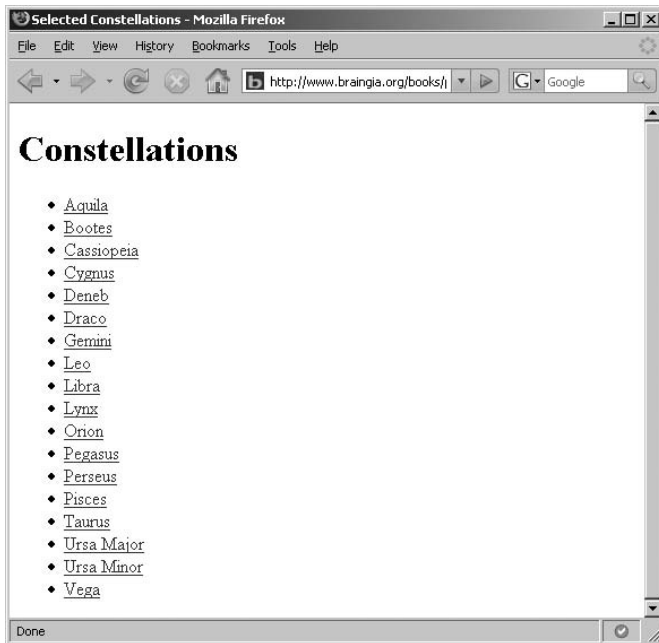 Selected Constellations - Mozilla Firefox
File Edit View History Bookmarks Tools Help
http://www.braingia.org/books/ G Google
Constellations
• Aquila
• Bootes
• Cassiopeia
• Cygnus
• Deneb
• Draco
• Gemini
• Leo
• Libra
• Lynx
• Orion
• Pegasus
• Perseus
• Pisces
• Taurus
• Ursa Major
• Ursa Minor
• Vega
Done